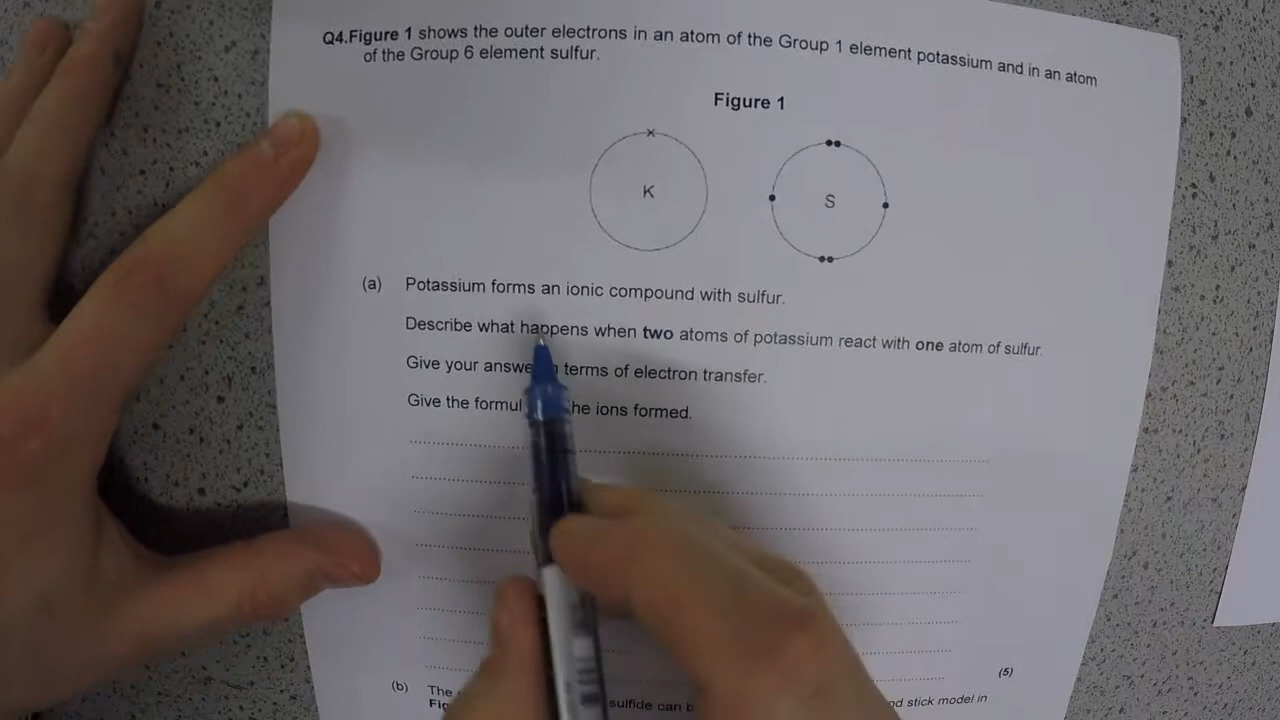 Q4.Figure 1 shows the outer electrons in an atom of the Group 1 element potassium and in an atom
of the Group 6 element sulfur.
Figure 1
K
S
(a) Potassium forms an ionic compound with sulfur.
Describe what happens when two atoms of potassium react with one atom of sulfur.
Give your answe terms of electron transfer.
Give the formul he ions formed.
(5)
(b) The sulfide can b nd stick model in